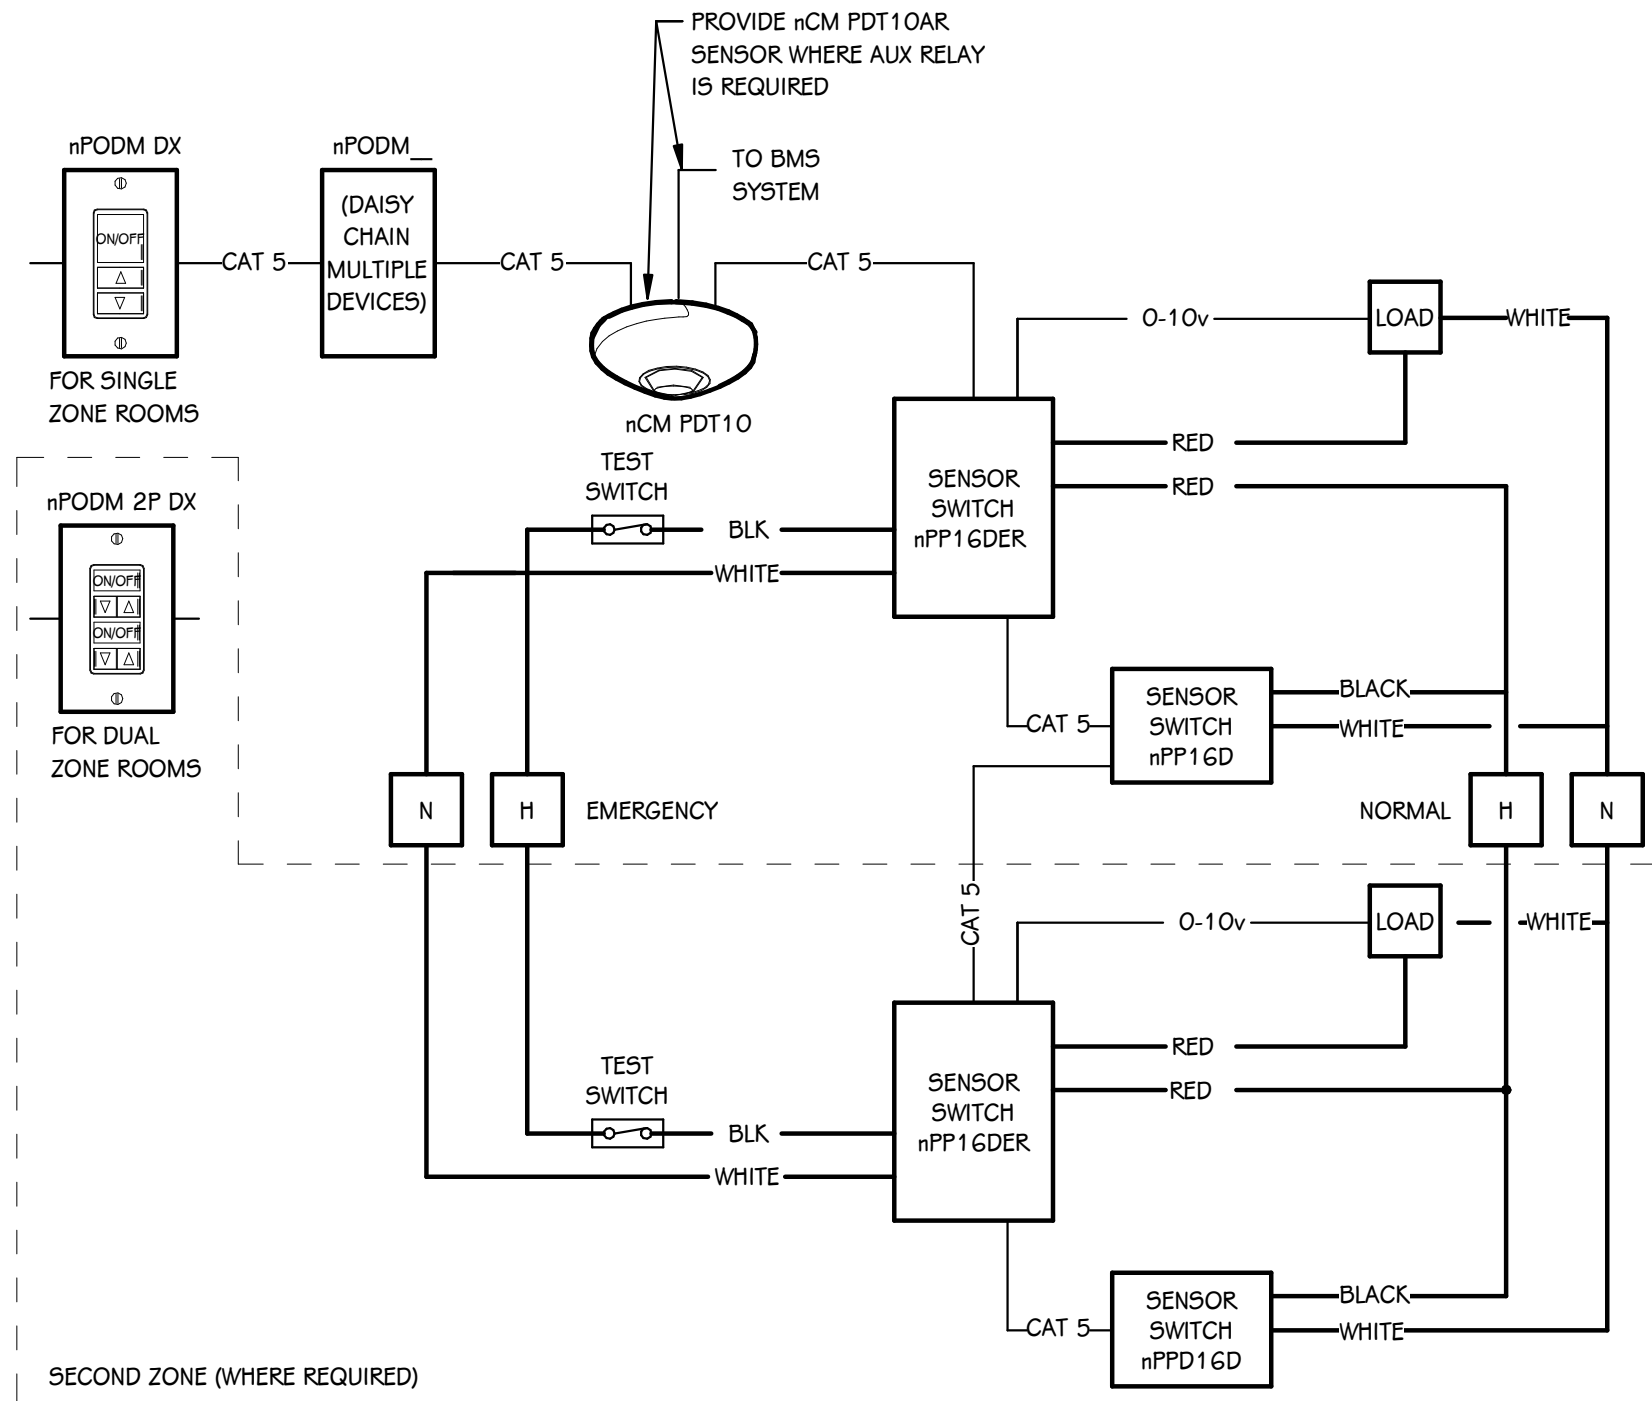 PROVIDE nCM PDT10AR
SENSOR WHERE AUX RELAY
IS REQUIRED
nPODM DX
nPODM__
TO BMS
SYSTEM
(DAISY
CHAIN
MULTIPLE
DEVICES)
ON/OFF
CAT 5
CAT 5
CAT 5
0-10v
LOAD
WHITE
FOR SINGLE
ZONE ROOMS
nCM PDT10
RED
TEST
SWITCH
SENSOR
SWITCH
nPP16DER
RED
nPODM 2P DX
BLK
WHITE
ON/OFF
ON/OFF
SENSOR
SWITCH
nPP16D
BLACK
WHITE
CAT 5
FOR DUAL
ZONE ROOMS
N
H
EMERGENCY
NORMAL
H
N
CAT 5
0-10v
LOAD
WHITE
RED
TEST
SWITCH
SENSOR
SWITCH
nPP16DER
RED
BLK
WHITE
SENSOR
SWITCH
nPPD16D
BLACK
WHITE
CAT 5
SECOND ZONE (WHERE REQUIRED)